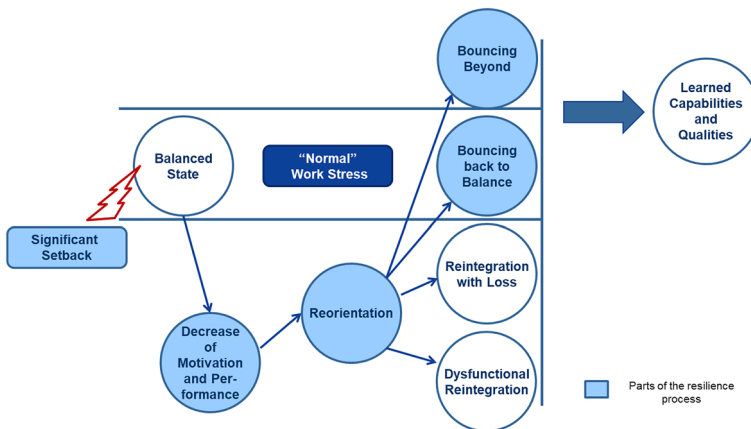 Bouncing
Beyond
Learned
Capabilities
and
Qualities
Balanced
State
“Normal”
Work Stress
Bouncing
back to
Balance
Significant
Setback
Reintegration
with Loss
Reorientation
Decrease
of
Motivation
and Per-
formance
Dysfunctional
Reintegration
Parts of the resilience
process